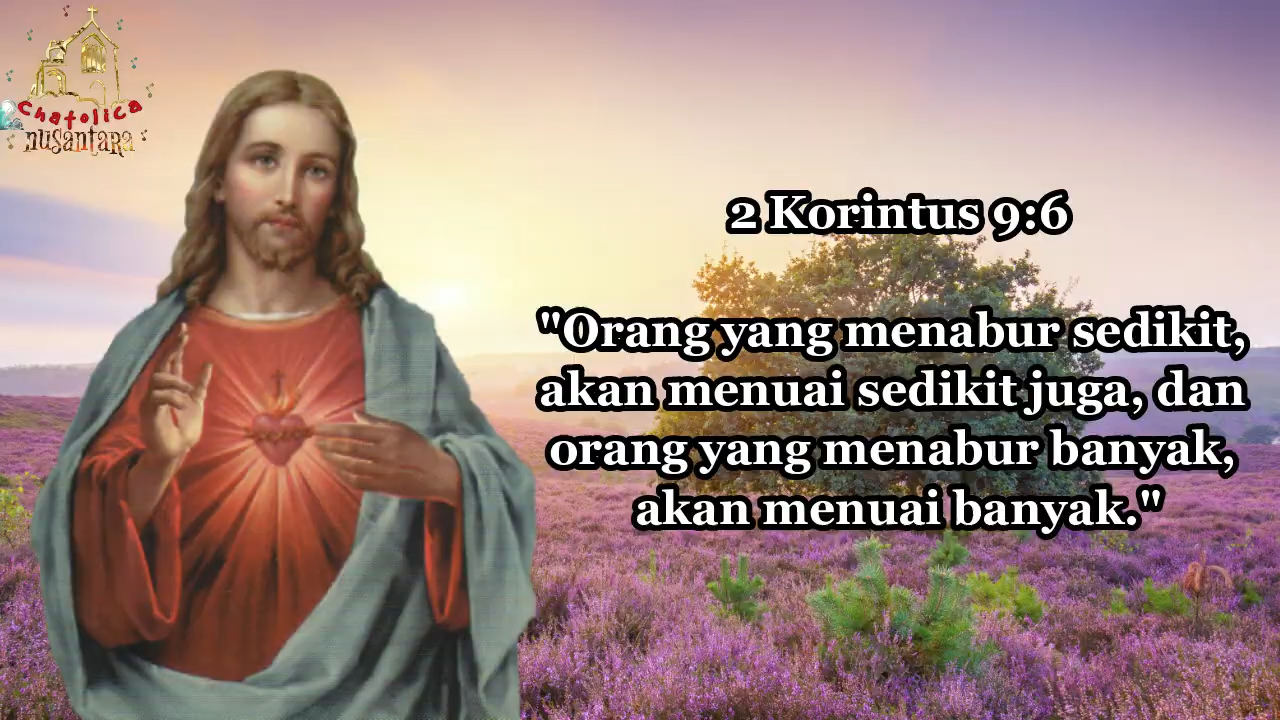 Chatolica
nusantara
2 Korintus 9:6
"Orang yang menabur sedikit,
akan menuai sedikit juga, dan
orang yang menabur banyak,
akan menuai banyak."